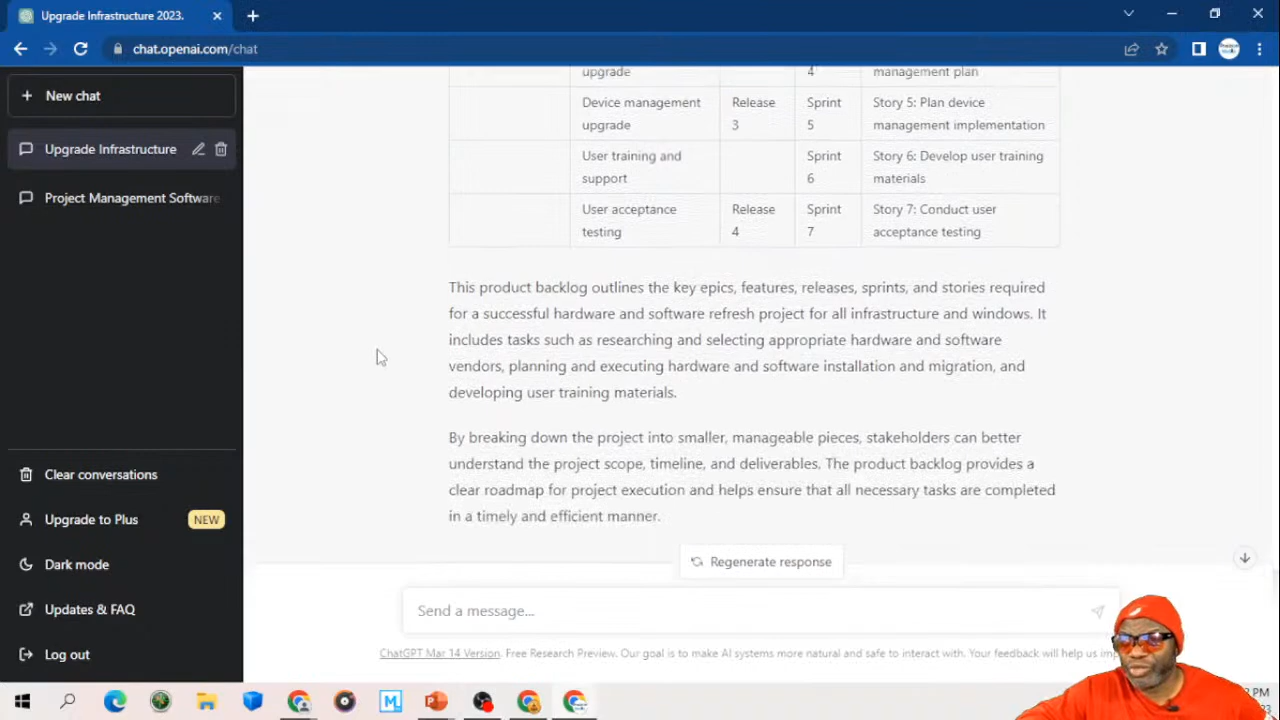 Upgrade Infrastructure 2023.
chat.openai.com/chat
New chat
Upgrade Infrastructure
Project Management Software
Clear conversations
Upgrade to Plus NEW
Dark mode
Updates & FAQ
Log out
upgrade 4 management plan
Device management Release Sprint Story 5: Plan device
upgrade 3 5 management implementation
User training and Sprint Story 6: Develop user training
support 6 materials
User acceptance Release Sprint Story 7: Conduct user
testing 4 7 acceptance testing
This product backlog outlines the key epics, features, releases, sprints, and stories required
for a successful hardware and software refresh project for all infrastructure and windows. It
includes tasks such as researching and selecting appropriate hardware and software
vendors, planning and executing hardware and software installation and migration, and
developing user training materials.
By breaking down the project into smaller, manageable pieces, stakeholders can better
understand the project scope, timeline, and deliverables. The product backlog provides a
clear roadmap for project execution and helps ensure that all necessary tasks are completed
in a timely and efficient manner.
Regenerate response
Send a message...
ChatGPT Mar 14 Version. Free Research Preview. Our goal is to make AI systems more natural and safe to interact with. Your feedback will help us
PM